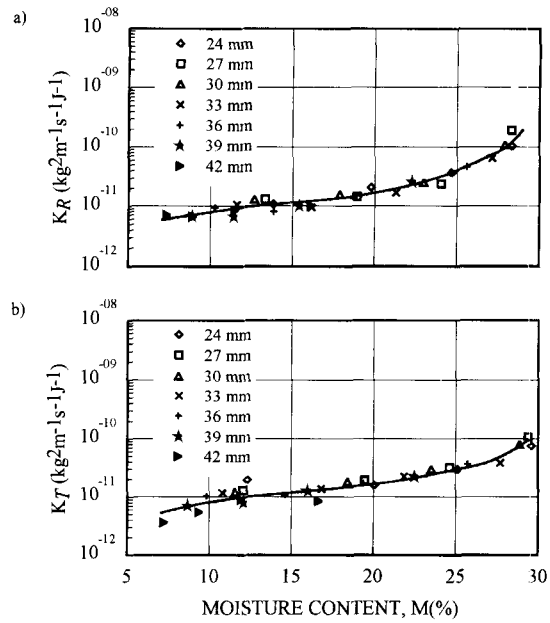 a)
10-08
10-09
10-10
10-11
10-12
KR (kg2m-1s-1J-1)
24 mm
27 mm
30 mm
33 mm
36 mm
39 mm
42 mm
b)
10-08
10-09
10-10
10-11
10-12
KT (kg2m-1s-1J-1)
24 mm
27 mm
30 mm
33 mm
36 mm
39 mm
42 mm
5 10 15 20 25 30
MOISTURE CONTENT, M(%)